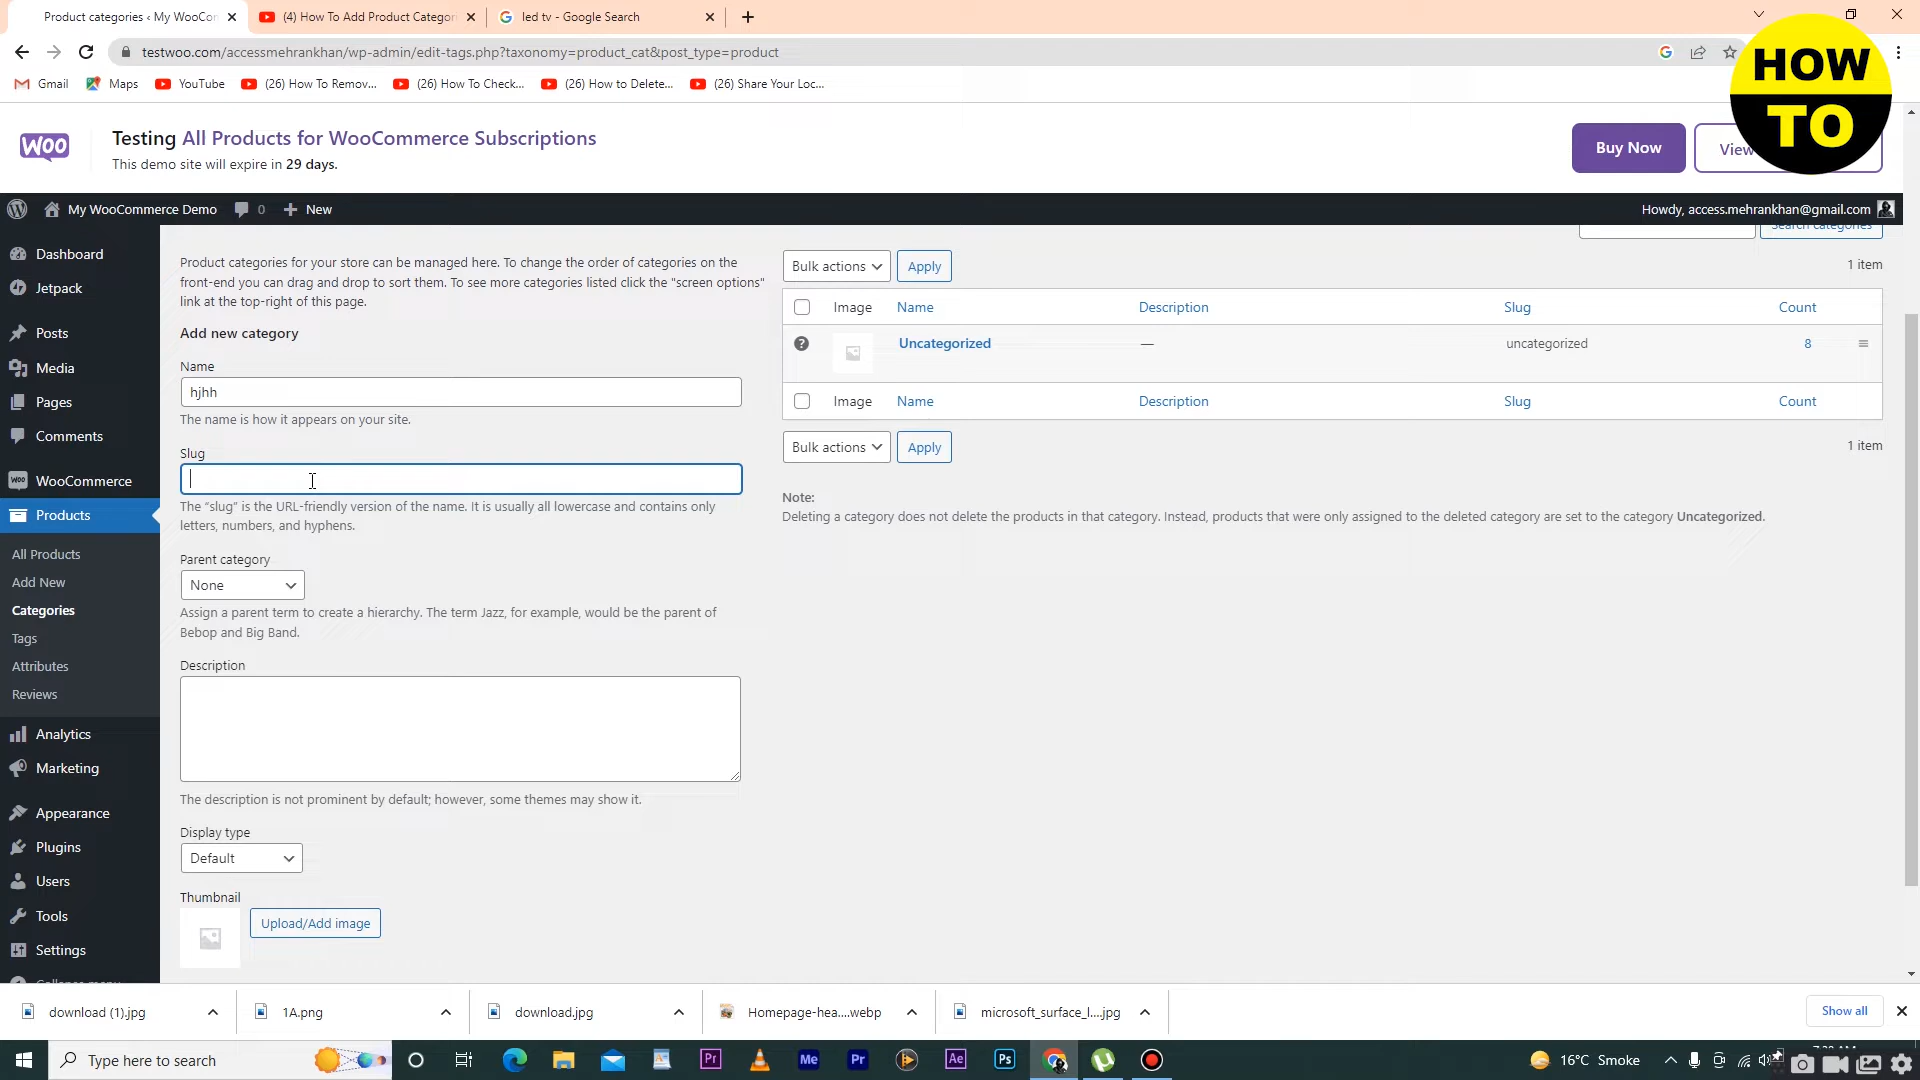 Product categories ‹ My WooCon
(4) How To Add Product Categori
led tv - Google Search
testwoo.com/accessmehrankhan/wp-admin/edit-tags.php?taxonomy=product_cat&post_type=product
Gmail
Maps
YouTube
(26) How To Remov...
(26) How To Check...
(26) How to Delete...
(26) Share Your Loc...
HOW
TO
WOO
Testing All Products for WooCommerce Subscriptions
This demo site will expire in 29 days.
Buy Now
View
My WooCommerce Demo
0
New
Howdy, access.mehrankhan@gmail.com
Dashboard
Jetpack
Posts
Media
Pages
Comments
WooCommerce
Products
All Products
Add New
Categories
Tags
Attributes
Reviews
Analytics
Marketing
Appearance
Plugins
Users
Tools
Settings
Collapse menu
Product categories for your store can be managed here. To change the order of categories on the
front-end you can drag and drop to sort them. To see more categories listed click the "screen options"
link at the top-right of this page.
Add new category
Name
hjhh
The name is how it appears on your site.
Slug
The “slug” is the URL-friendly version of the name. It is usually all lowercase and contains only
letters, numbers, and hyphens.
Parent category
None
Assign a parent term to create a hierarchy. The term Jazz, for example, would be the parent of
Bebop and Big Band.
Description
The description is not prominent by default; however, some themes may show it.
Display type
Default
Thumbnail
Upload/Add image
Search categories
Bulk actions
Apply
1 item
Image Name Description Slug Count
Uncategorized — uncategorized 8
Image Name Description Slug Count
Bulk actions
Apply
1 item
Note:
Deleting a category does not delete the products in that category. Instead, products that were only assigned to the deleted category are set to the category Uncategorized.
download (1).jpg
1A.png
download.jpg
Homepage-hea....webp
microsoft_surface_l....jpg
Show all
Type here to search
Me
Pr
Pr
Ae
Ps
16°C Smoke